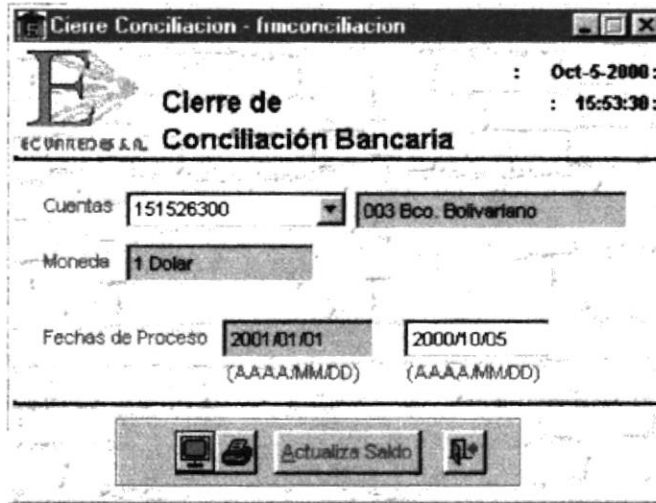 Cierre Conciliacion - frmconciliacion
: Oct-5-2000 :
Cierre de : 15:53:30 :
ECUAREDES S.A. Conciliación Bancaria
Cuentas 151526300 003 Bco. Bolivariano
Moneda 1 Dolar
Fechas de Proceso 2001/01/01 2000/10/05
(AAAA/MM/DD) (AAAA/MM/DD)
Actualiza Saldo